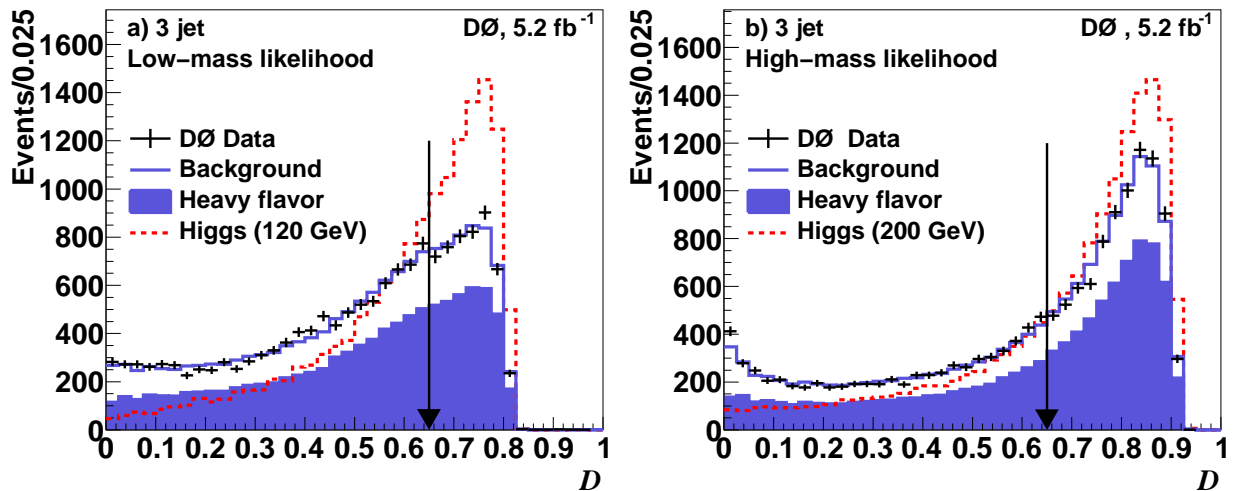 a) 3 jet
DØ, 5.2 fb-1
Low-mass likelihood
DØ Data
Background
Heavy flavor
Higgs (120 GeV)
Events/0.025
1600
1400
1200
1000
800
600
400
200
0
0 0.1 0.2 0.3 0.4 0.5 0.6 0.7 0.8 0.9 1
D
b) 3 jet
DØ , 5.2 fb-1
High-mass likelihood
DØ Data
Background
Heavy flavor
Higgs (200 GeV)
Events/0.025
1600
1400
1200
1000
800
600
400
200
0
0 0.1 0.2 0.3 0.4 0.5 0.6 0.7 0.8 0.9 1
D